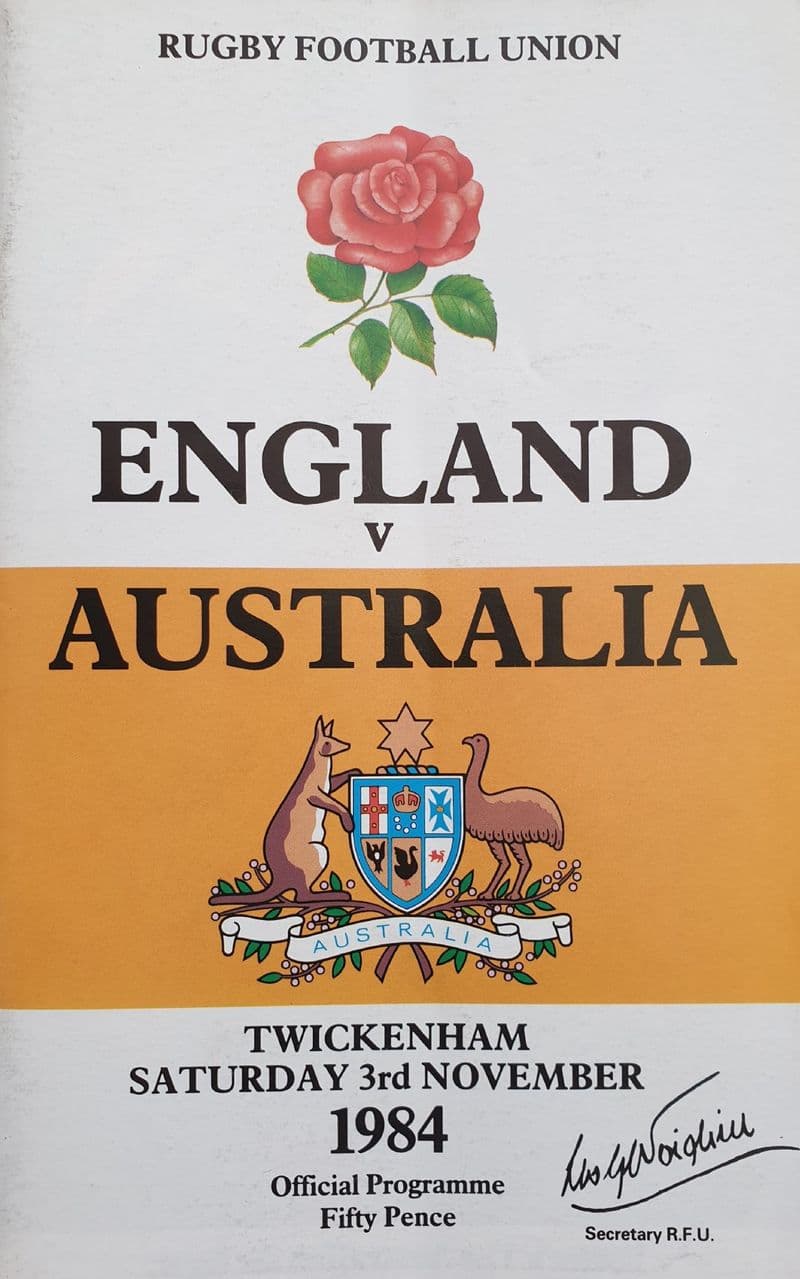 RUGBY FOOTBALL UNION
ENGLAND
v
AUSTRALIA
AUSTRALIA
TWICKENHAM
SATURDAY 3rd NOVEMBER
1984
Official Programme
Fifty Pence
Secretary R.F.U.